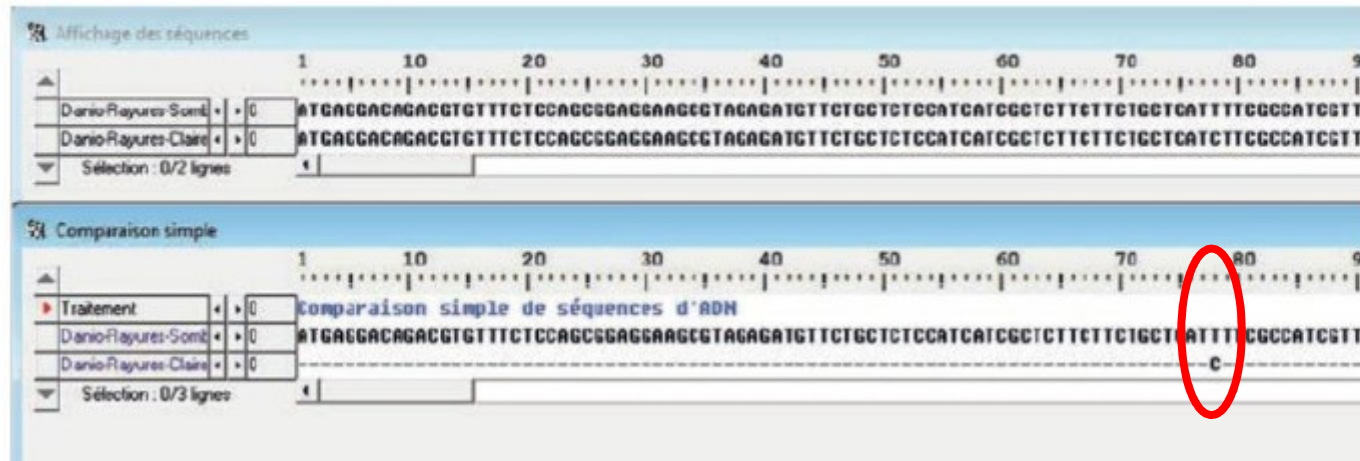 Affichage des séquences
1 10 20 30 40 50 60 70 80 9
Danio-Rayures-Somb 0 ATGAGGACAGACGTGTTTCTCCAGCGGAGGAAGCGTAGAGATGTTCTGCTCTCCATCATCGCTCTTCTTCTGCTCATTTTCGCCATCGTT
Danio-Rayures-Claire 0 ATGAGGACAGACGTGTTTCTCCAGCGGAGGAAGCGTAGAGATGTTCTGCTCTCCATCATCGCTCTTCTTCTGCTCATCTTCGCCATCGTT
Sélection : 0/2 lignes
Comparaison simple
1 10 20 30 40 50 60 70 80 9
Traitement 0 Comparaison simple de séquences d'ADN
Danio-Rayures-Somb 0 ATGAGGACAGACGTGTTTCTCCAGCGGAGGAAGCGTAGAGATGTTCTGCTCTCCATCATCGCTCTTCTTCTGCTCATTTTCGCCATCGTT
Danio-Rayures-Claire 0 -----------------------------------------------------------------------------C------------
Sélection : 0/3 lignes